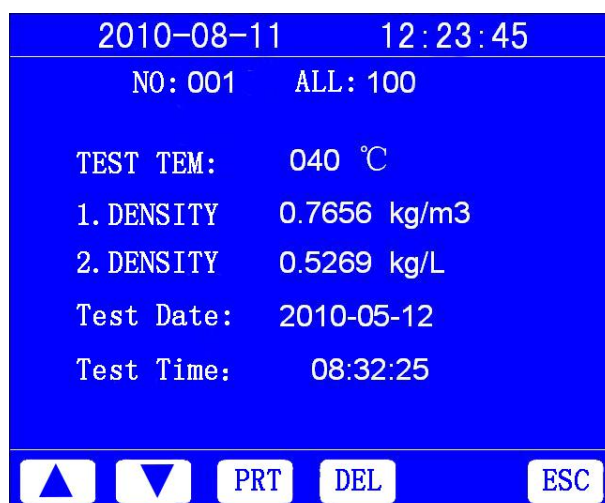 2010-08-11 12:23:45
NO: 001 ALL: 100
TEST TEM: 040 ℃
1.DENSITY 0.7656 kg/m3
2.DENSITY 0.5269 kg/L
Test Date: 2010-05-12
Test Time: 08:32:25
▲ ▼ PRT DEL ESC